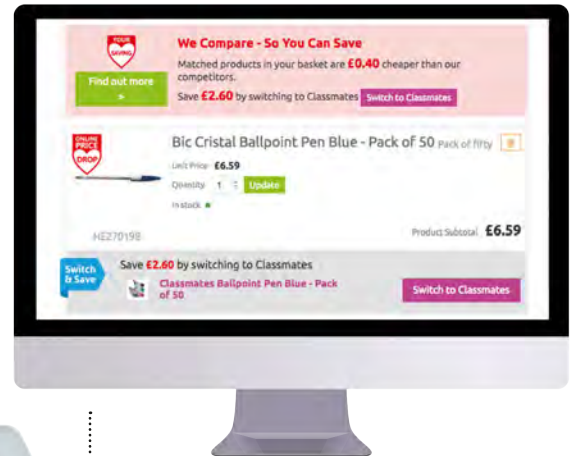 YOUR
SAVING
We Compare - So You Can Save
Matched products in your basket are £0.40 cheaper than our
competitors.
Find out more
»
Save £2.60 by switching to Classmates Switch to Classmates
ONLINE
PRICE
DROP
Bic Cristal Ballpoint Pen Blue - Pack of 50 Pack of fifty
Unit Price £6.59
Quantity 1 Update
In stock
HE270198
Product Subtotal £6.59
Switch
& Save
Save £2.60 by switching to Classmates
Classmates Ballpoint Pen Blue - Pack
of 50
Switch to Classmates